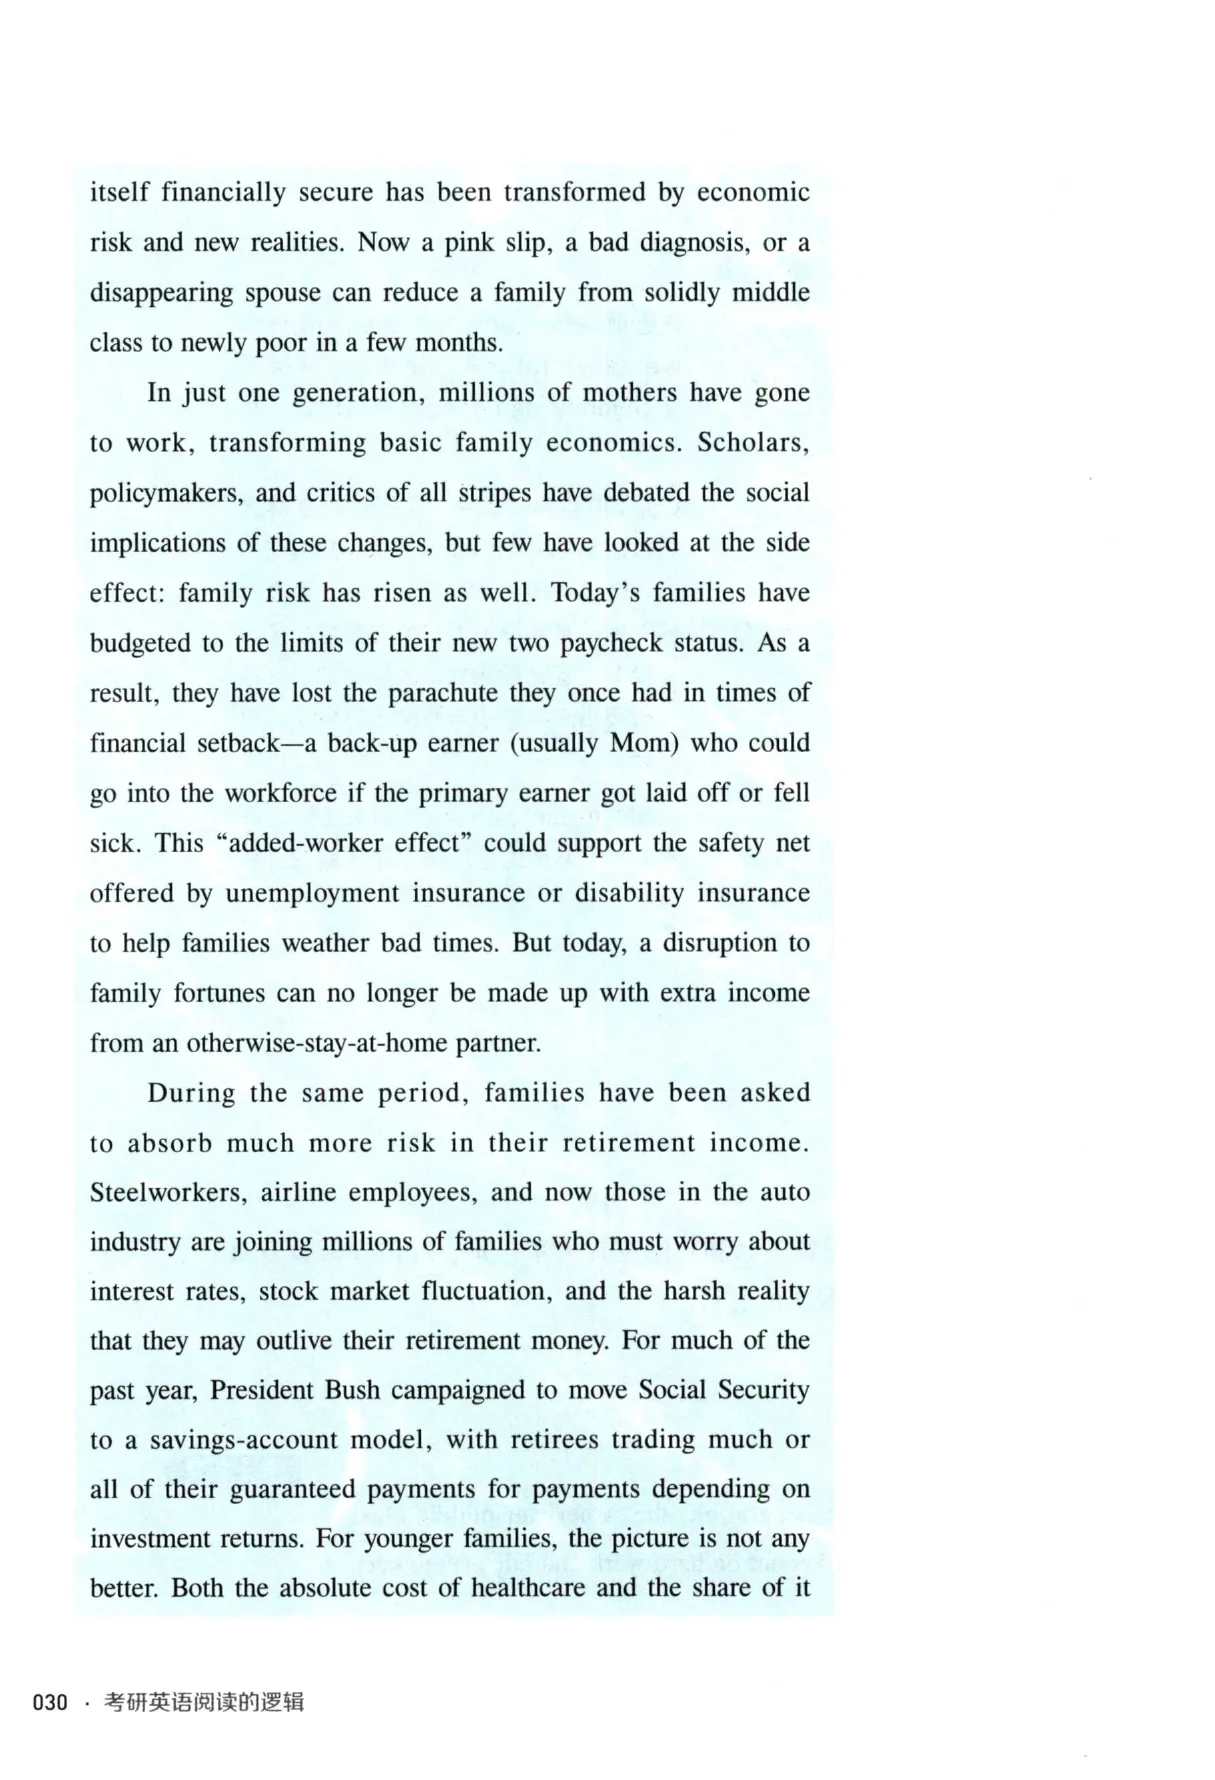 itself financially secure has been transformed by economic
risk and new realities. Now a pink slip, a bad diagnosis, or a
disappearing spouse can reduce a family from solidly middle
class to newly poor in a few months.
In just one generation, millions of mothers have gone
to work, transforming basic family economics. Scholars,
policymakers, and critics of all stripes have debated the social
implications of these changes, but few have looked at the side
effect: family risk has risen as well. Today's families have
budgeted to the limits of their new two paycheck status. As a
result, they have lost the parachute they once had in times of
financial setback—a back-up earner (usually Mom) who could
go into the workforce if the primary earner got laid off or fell
sick. This “added-worker effect” could support the safety net
offered by unemployment insurance or disability insurance
to help families weather bad times. But today, a disruption to
family fortunes can no longer be made up with extra income
from an otherwise-stay-at-home partner.
During the same period, families have been asked
to absorb much more risk in their retirement income.
Steelworkers, airline employees, and now those in the auto
industry are joining millions of families who must worry about
interest rates, stock market fluctuation, and the harsh reality
that they may outlive their retirement money. For much of the
past year, President Bush campaigned to move Social Security
to a savings-account model, with retirees trading much or
all of their guaranteed payments for payments depending on
investment returns. For younger families, the picture is not any
better. Both the absolute cost of healthcare and the share of it
030 · 考研英语阅读的逻辑